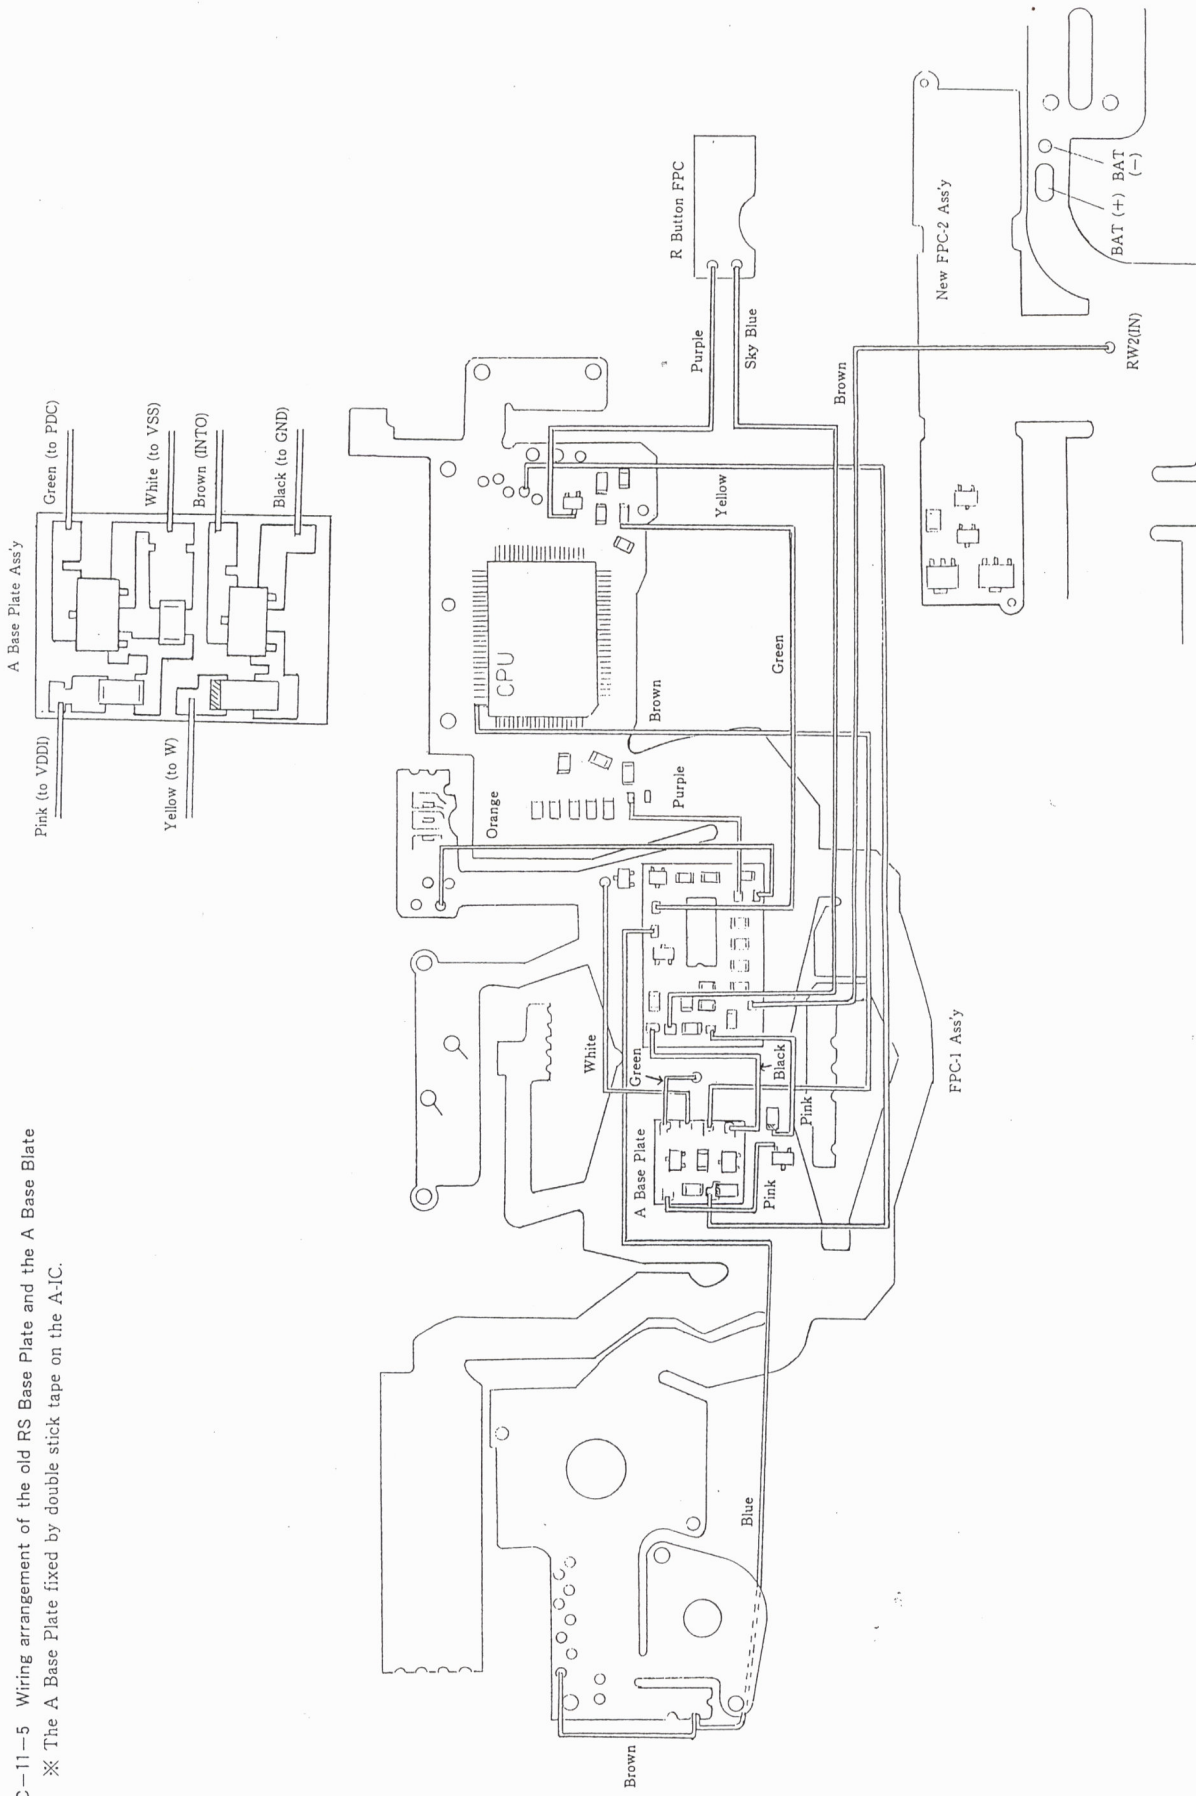 C-11-5 Wiring arrangement of the old RS Base Plate and the A Base Blate
※ The A Base Plate fixed by double stick tape on the A-IC.
A Base Plate Ass'y
Pink (to VDDI)
Yellow (to W)
Green (to PDC)
White (to VSS)
Brown (INTO)
Black (to GND)
CPU
Orange
Purple
Brown
Green
Yellow
Purple
Sky Blue
R Button FPC
Brown
New FPC-2 Ass'y
BAT (+)
BAT (-)
RW2(IN)
White
Green
Black
Pink
A Base Plate
Pink
FPC-1 Ass'y
Blue
Brown